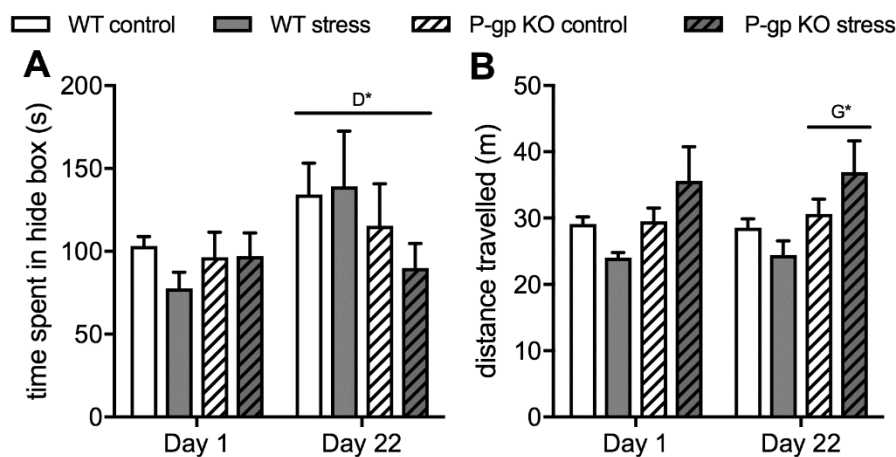 WT control WT stress P-gp KO control P-gp KO stress
A
time spent in hide box (s)
200
150
100
50
0
D*
Day 1 Day 22
B
distance travelled (m)
50
40
30
20
10
0
G*
Day 1 Day 22